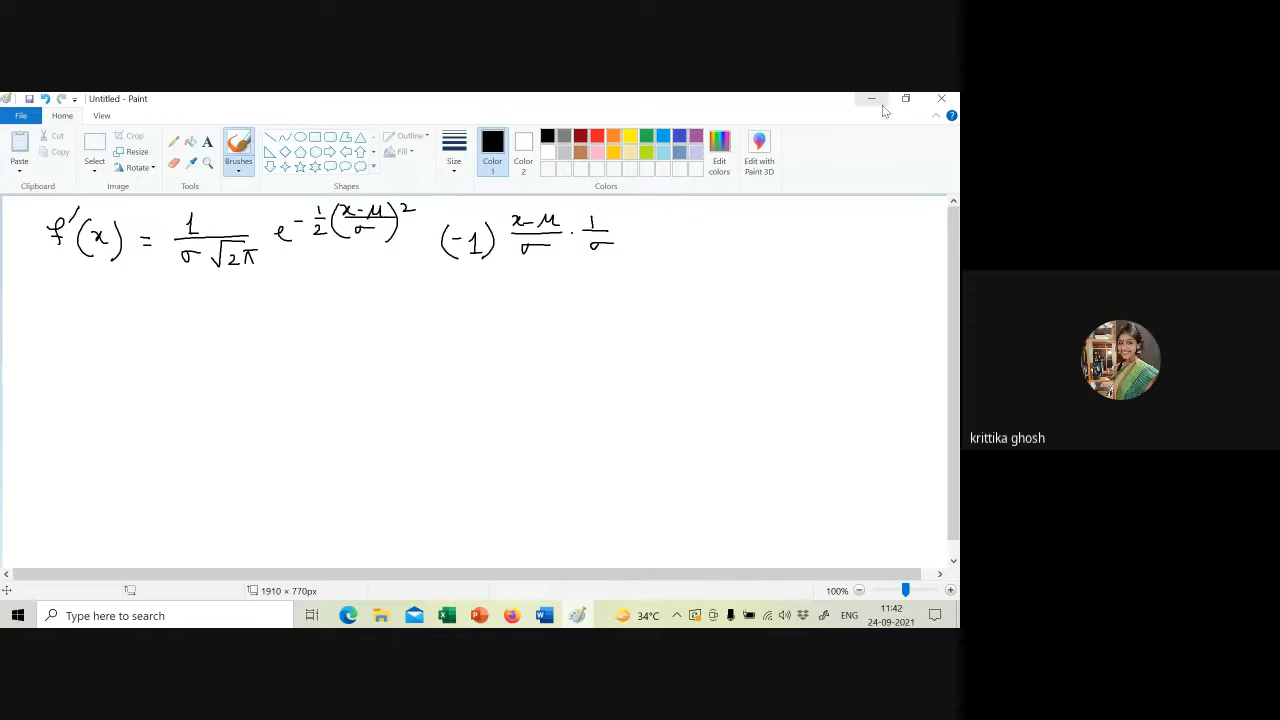 Untitled - Paint
File Home View
Paste Cut Copy Clipboard
Select Crop Resize Rotate Image
Tools
Brushes
Shapes Outline Fill
Size
Color 1 Color 2 Colors Edit colors Edit with Paint 3D
f'(x) = 1/(σ√2π) e^(-1/2((x-μ)/σ)^2) (-1) (x-μ)/σ · 1/σ
krittika ghosh
1910 × 770px 100%
Type here to search 34°C ENG 11:42
24-09-2021